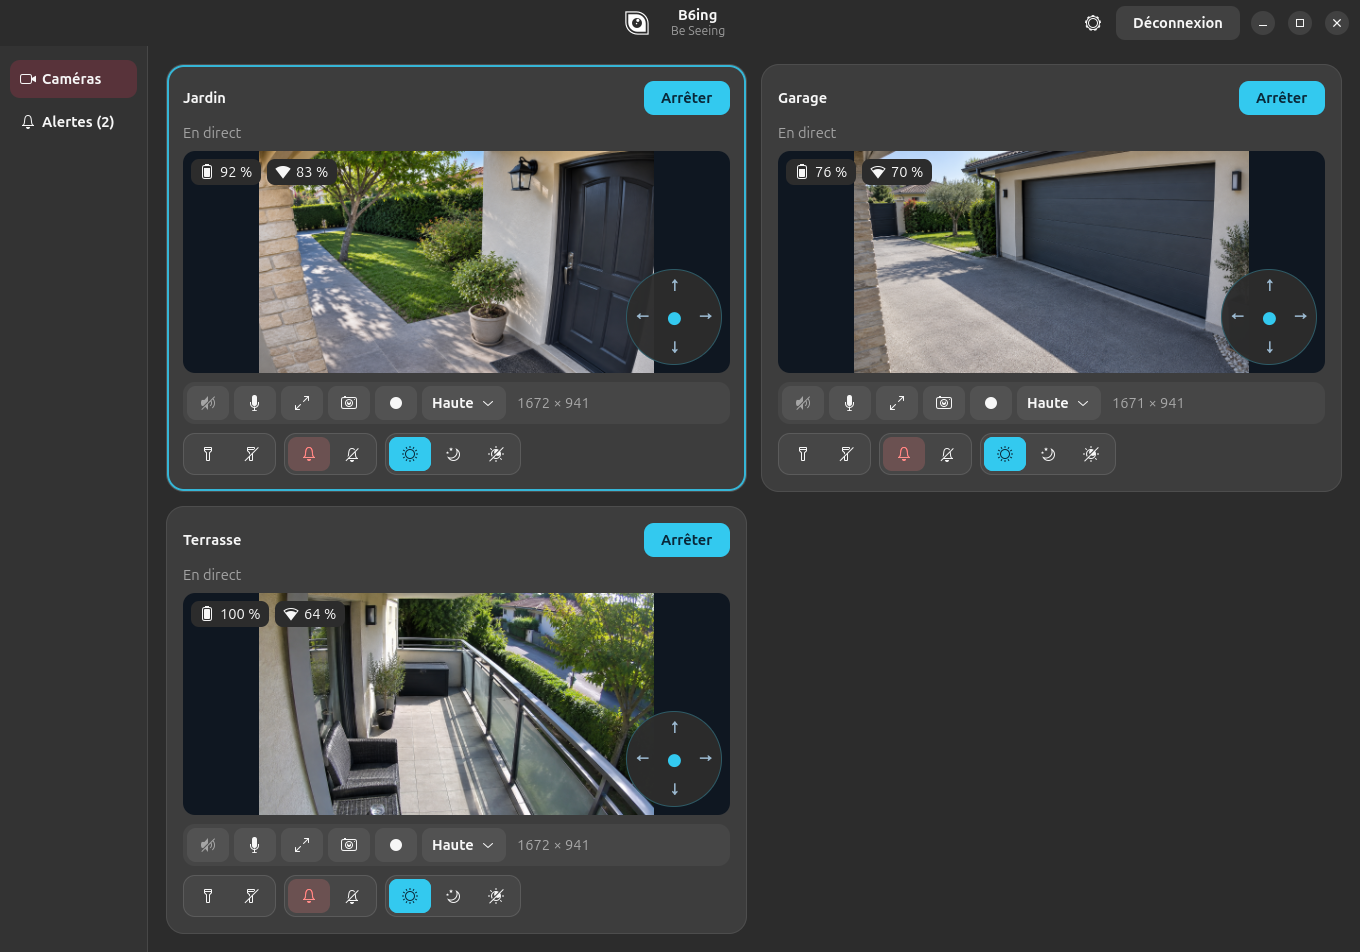 B6ing
Be Seeing
Déconnexion
Caméras
Alertes (2)
Jardin
Arrêter
En direct
92 %
83 %
Haute
1672 × 941
Garage
Arrêter
En direct
76 %
70 %
Haute
1671 × 941
Terrasse
Arrêter
En direct
100 %
64 %
Haute
1672 × 941